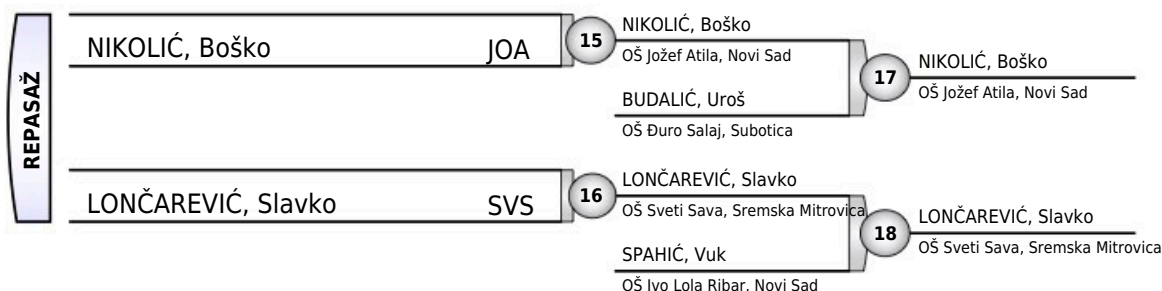 REPASAŽ
NIKOLIĆ, Boško JOA
15
NIKOLIĆ, Boško
OŠ Jožef Atila, Novi Sad
BUDALIĆ, Uroš
OŠ Đuro Salaj, Subotica
17
NIKOLIĆ, Boško
OŠ Jožef Atila, Novi Sad
LONČAREVIĆ, Slavko SVS
16
LONČAREVIĆ, Slavko
OŠ Sveti Sava, Sremska Mitrovica
SPAHIĆ, Vuk
OŠ Ivo Lola Ribar, Novi Sad
18
LONČAREVIĆ, Slavko
OŠ Sveti Sava, Sremska Mitrovica